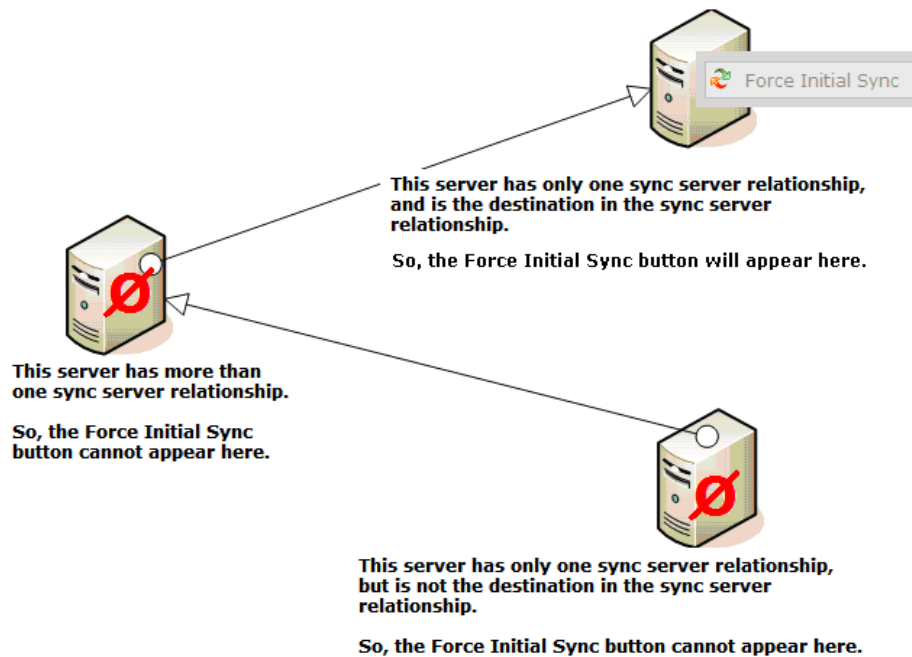 Force Initial Sync
This server has only one sync server relationship,
and is the destination in the sync server
relationship.
So, the Force Initial Sync button will appear here.
This server has more than
one sync server relationship.
So, the Force Initial Sync
button cannot appear here.
This server has only one sync server relationship,
but is not the destination in the sync server
relationship.
So, the Force Initial Sync button cannot appear here.